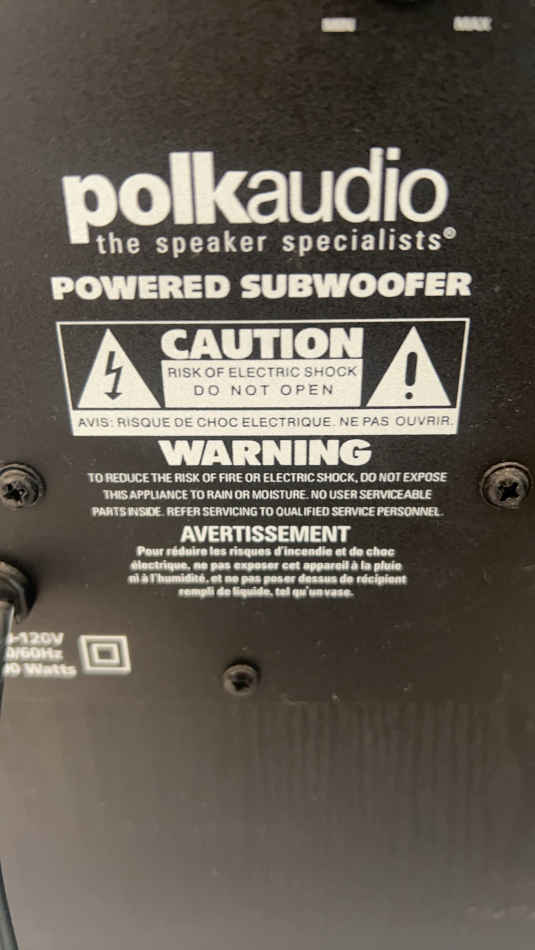 MIN MAX
polkaudio
the speaker specialists®
POWERED SUBWOOFER
CAUTION
RISK OF ELECTRIC SHOCK
DO NOT OPEN
AVIS: RISQUE DE CHOC ELECTRIQUE. NE PAS OUVRIR.
WARNING
TO REDUCE THE RISK OF FIRE OR ELECTRIC SHOCK, DO NOT EXPOSE
THIS APPLIANCE TO RAIN OR MOISTURE. NO USER SERVICEABLE
PARTS INSIDE. REFER SERVICING TO QUALIFIED SERVICE PERSONNEL.
AVERTISSEMENT
Pour réduire les risques d'incendie et de choc
électrique, ne pas exposer cet appareil à la pluie
ni à l'humidité, et ne pas poser dessus de récipient
rempli de liquide, tel qu'un vase.
-120V
/60Hz
Watts